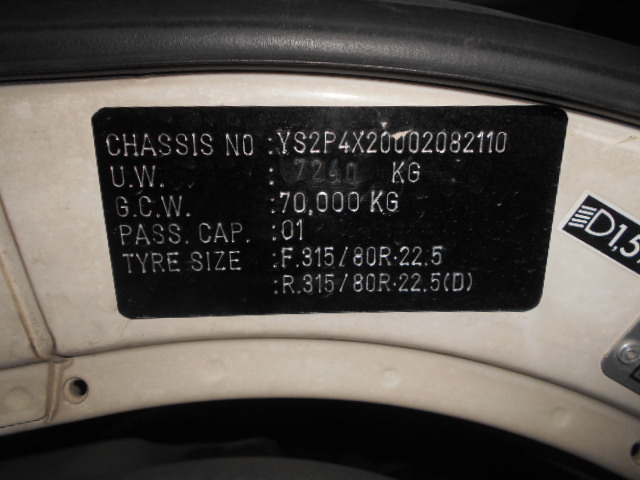 CHASSIS NO :YS2P4X20002082110
U.W. : 7240 KG
G.C.W. :70,000 KG
PASS. CAP. :01
TYRE SIZE :F.315/80R·22.5
:R.315/80R·22.5(D)